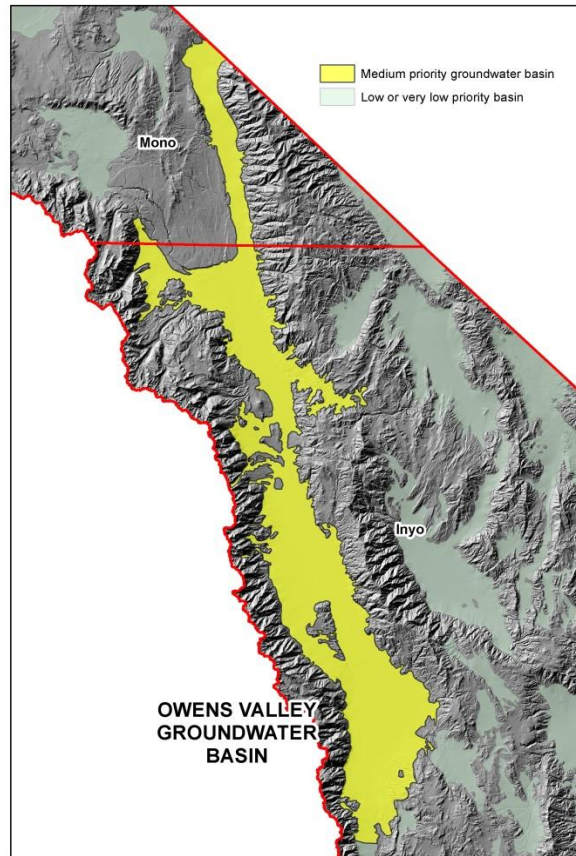 Medium priority groundwater basin
Low or very low priority basin
Mono
Inyo
OWENS VALLEY
GROUNDWATER
BASIN